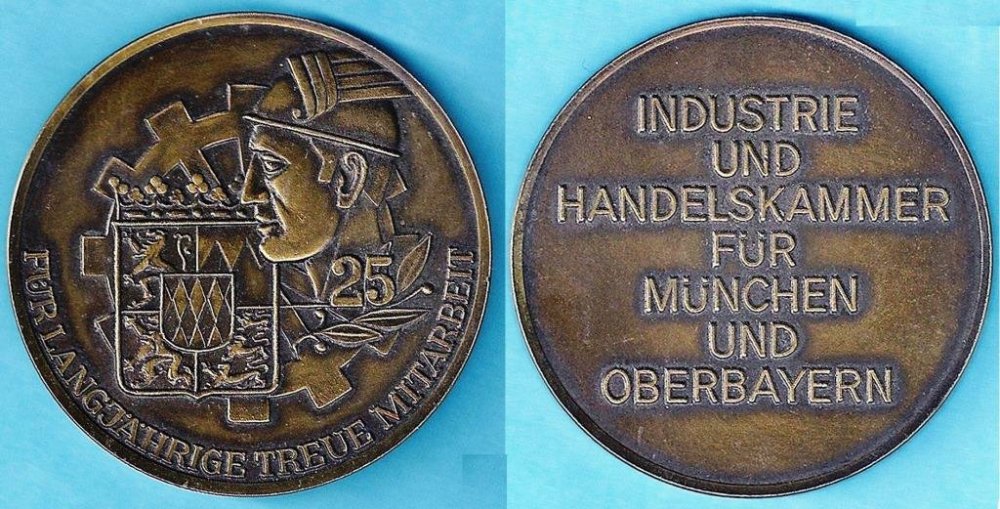 FÜR LANGJÄHRIGE TREUE MITARBEIT
25
INDUSTRIE
UND
HANDELSKAMMER
FÜR
MÜNCHEN
UND
OBERBAYERN